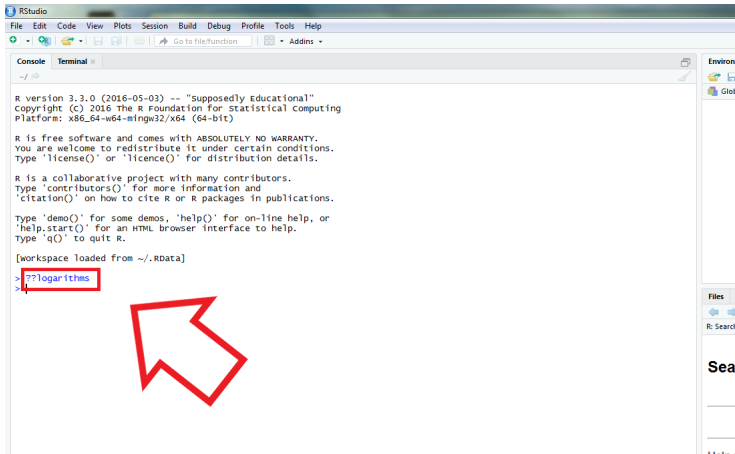 RStudio
File Edit Code View Plots Session Build Debug Profile Tools Help
Go to file/function Addins
Console Terminal
~/
R version 3.3.0 (2016-05-03) -- "Supposedly Educational"
Copyright (C) 2016 The R Foundation for Statistical Computing
Platform: x86_64-w64-mingw32/x64 (64-bit)
R is free software and comes with ABSOLUTELY NO WARRANTY.
You are welcome to redistribute it under certain conditions.
Type 'license()' or 'licence()' for distribution details.
R is a collaborative project with many contributors.
Type 'contributors()' for more information and
'citation()' on how to cite R or R packages in publications.
Type 'demo()' for some demos, 'help()' for on-line help, or
'help.start()' for an HTML browser interface to help.
Type 'q()' to quit R.
[Workspace loaded from ~/.RData]
> ??logarithms
>
Environ
Glob
Files
R: Search
Sea